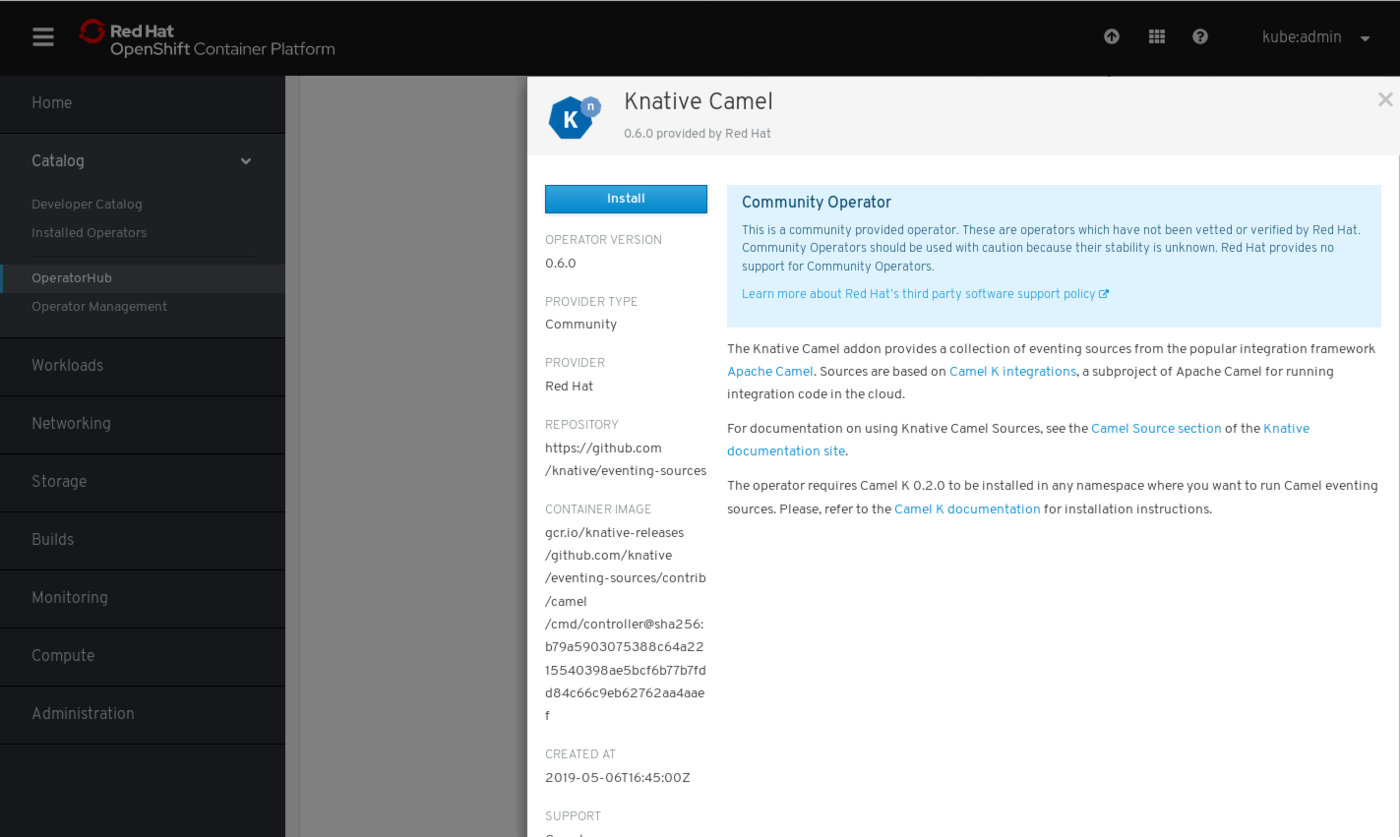 Red Hat
OpenShift Container Platform
kube:admin
Home
Catalog
Developer Catalog
Installed Operators
OperatorHub
Operator Management
Workloads
Networking
Storage
Builds
Monitoring
Compute
Administration
K n
Knative Camel
0.6.0 provided by Red Hat
Install
OPERATOR VERSION
0.6.0
PROVIDER TYPE
Community
PROVIDER
Red Hat
REPOSITORY
https://github.com
/knative/eventing-sources
CONTAINER IMAGE
gcr.io/knative-releases
/github.com/knative
/eventing-sources/contrib
/camel
/cmd/controller@sha256:
b79a5903075388c64a22
15540398ae5bcf6b77b7fd
d84c66c9eb62762aa4aae
f
CREATED AT
2019-05-06T16:45:00Z
SUPPORT
Community Operator
This is a community provided operator. These are operators which have not been vetted or verified by Red Hat.
Community Operators should be used with caution because their stability is unknown. Red Hat provides no
support for Community Operators.
Learn more about Red Hat's third party software support policy
The Knative Camel addon provides a collection of eventing sources from the popular integration framework
Apache Camel. Sources are based on Camel K integrations, a subproject of Apache Camel for running
integration code in the cloud.
For documentation on using Knative Camel Sources, see the Camel Source section of the Knative
documentation site.
The operator requires Camel K 0.2.0 to be installed in any namespace where you want to run Camel eventing
sources. Please, refer to the Camel K documentation for installation instructions.